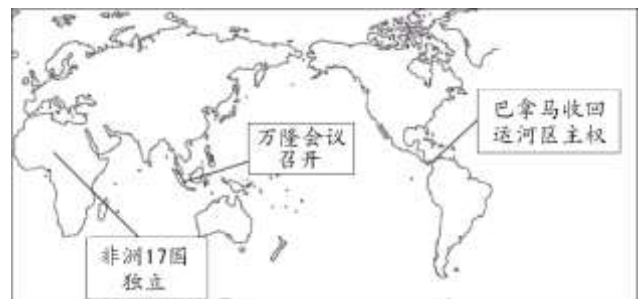 万隆会议
召开
巴拿马收回
运河区主权
非洲17国
独立